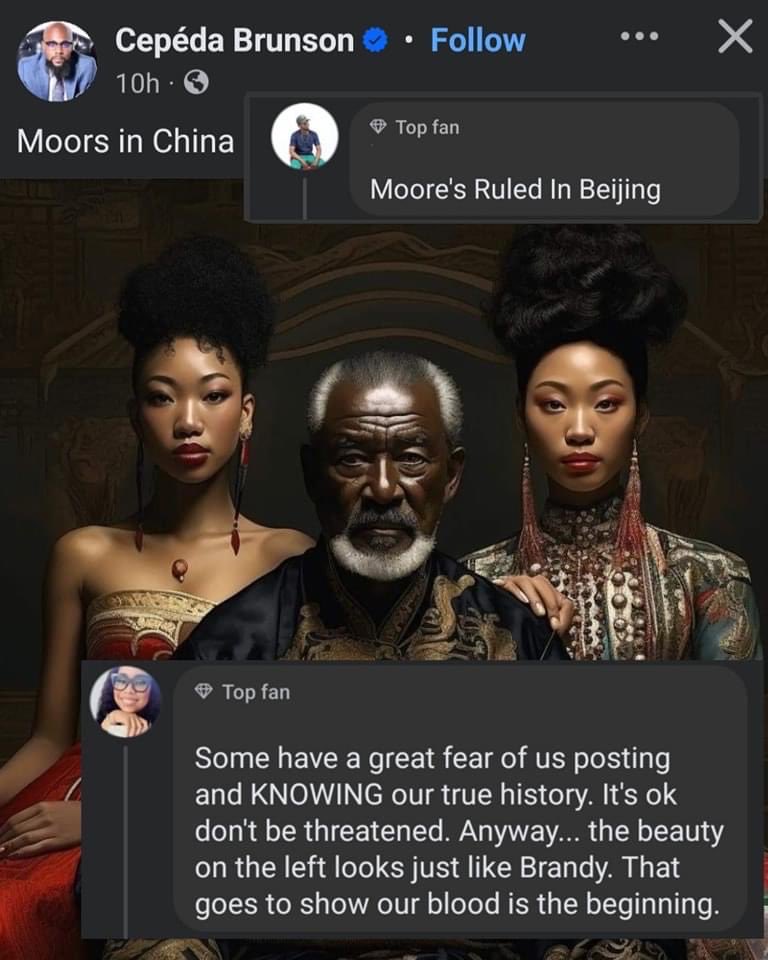 Cepéda Brunson • Follow
10h •
Moors in China
Top fan
Moore's Ruled In Beijing
Top fan
Some have a great fear of us posting
and KNOWING our true history. It's ok
don't be threatened. Anyway... the beauty
on the left looks just like Brandy. That
goes to show our blood is the beginning.